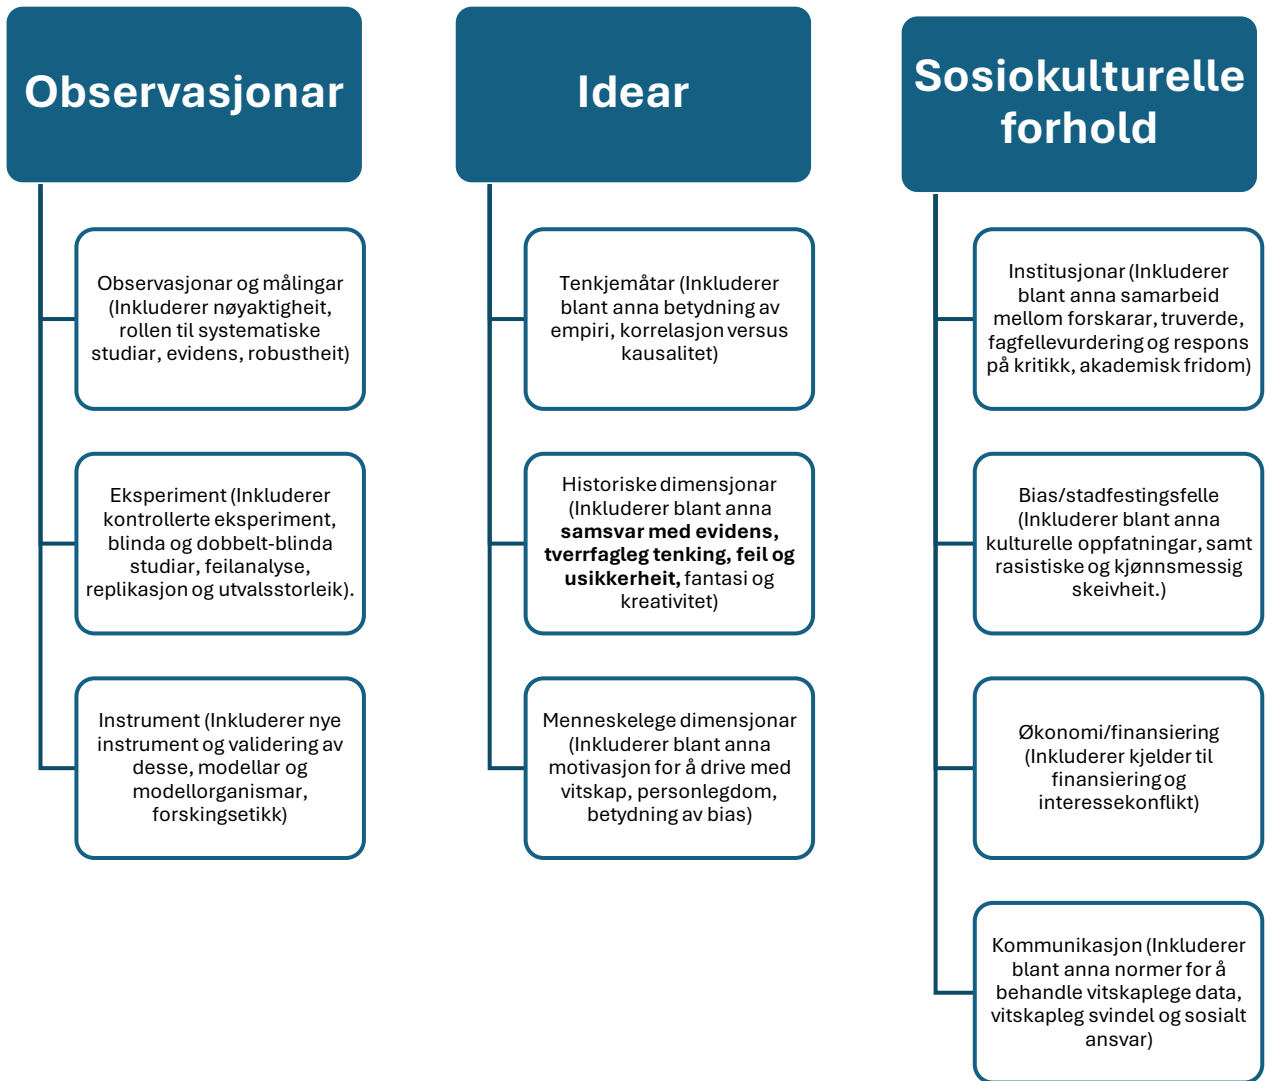 Observasjonar
Observasjonar og målingar
(Inkluderer nøyaktigheit,
rollen til systematiske
studiar, evidens, robustheit)
Eksperiment (Inkluderer
kontrollerte eksperiment,
blinda og dobbelt-blinda
studiar, feilanalyse,
replikasjon og utvalsstorleik).
Instrument (Inkluderer nye
instrument og validering av
desse, modellar og
modellorganismar,
forskingsetikk)
Idear
Tenkjemåtar (Inkluderer
blant anna betydning av
empiri, korrelasjon versus
kausalitet)
Historiske dimensjonar
(Inkluderer blant anna
samsvar med evidens,
tverrfagleg tenking, feil og
usikkerheit, fantasi og
kreativitet)
Menneskelege dimensjonar
(Inkluderer blant anna
motivasjon for å drive med
vitskap, personlegdom,
betydning av bias)
Sosiokulturelle
forhold
Institusjonar (Inkluderer
blant anna samarbeid
mellom forskarar, truverde,
fagfellevurdering og respons
på kritikk, akademisk fridom)
Bias/stadfestingsfelle
(Inkluderer blant anna
kulturelle oppfatningar, samt
rasistiske og kjønnsmessig
skeivheit.)
Økonomi/finansiering
(Inkluderer kjelder til
finansiering og
interessekonflikt)
Kommunikasjon (Inkluderer
blant anna normer for å
behandle vitskaplege data,
vitskapleg svindel og sosialt
ansvar)